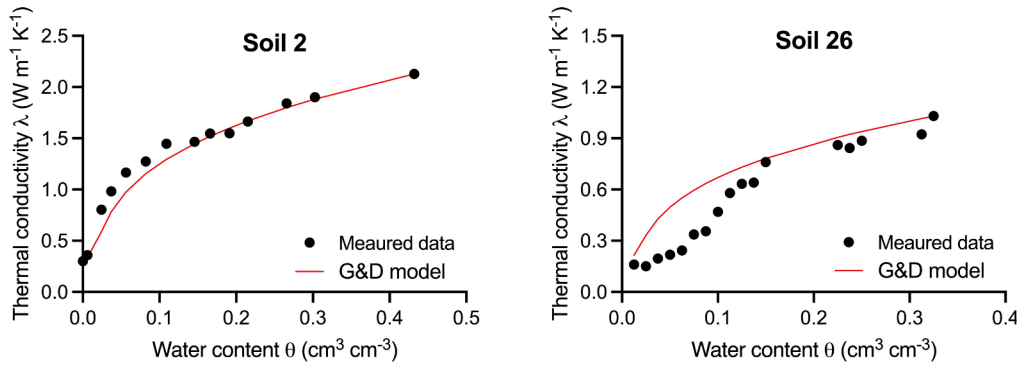 Soil 2
Thermal conductivity λ (W m⁻¹ K⁻¹)
2.5
2.0
1.5
1.0
0.5
0.0
Meaured data
G&D model
0.0 0.1 0.2 0.3 0.4 0.5
Water content θ (cm³ cm⁻³)
Soil 26
Thermal conductivity λ (W m⁻¹ K⁻¹)
1.5
1.2
0.9
0.6
0.3
0.0
Meaured data
G&D model
0.0 0.1 0.2 0.3 0.4
Water content θ (cm³ cm⁻³)